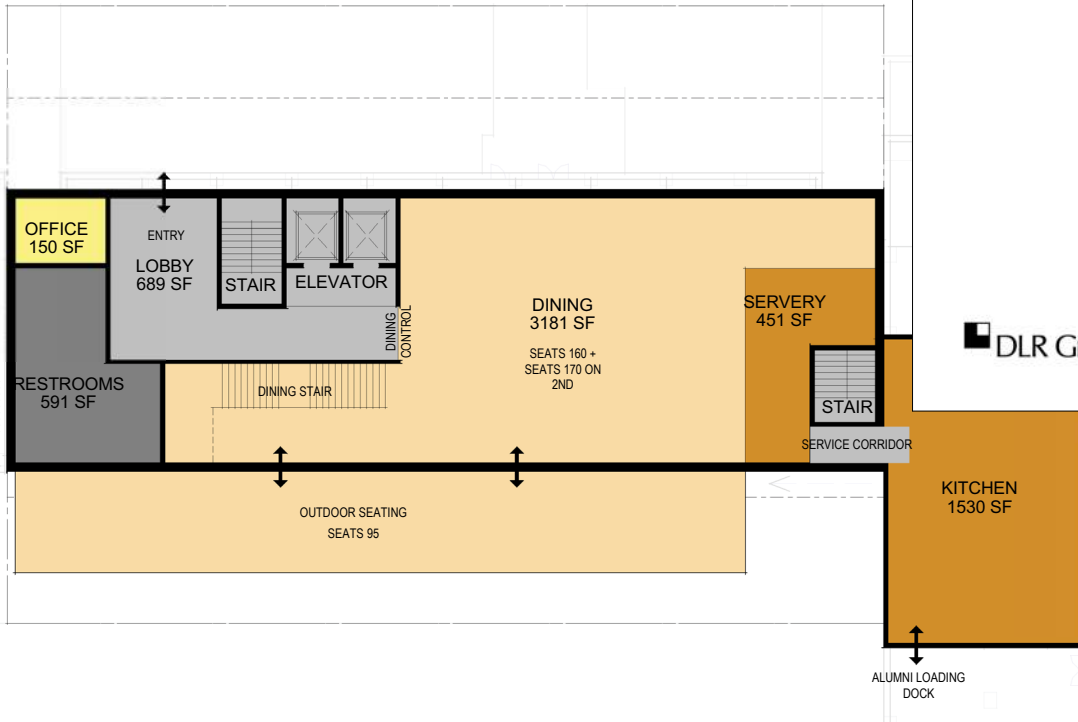 OFFICE
150 SF
ENTRY
LOBBY
689 SF
STAIR
ELEVATOR
DINING
CONTROL
DINING
3181 SF
SEATS 160 +
SEATS 170 ON
2ND
SERVERY
451 SF
DLR G
RESTROOMS
591 SF
DINING STAIR
STAIR
SERVICE CORRIDOR
KITCHEN
1530 SF
OUTDOOR SEATING
SEATS 95
ALUMNI LOADING
DOCK